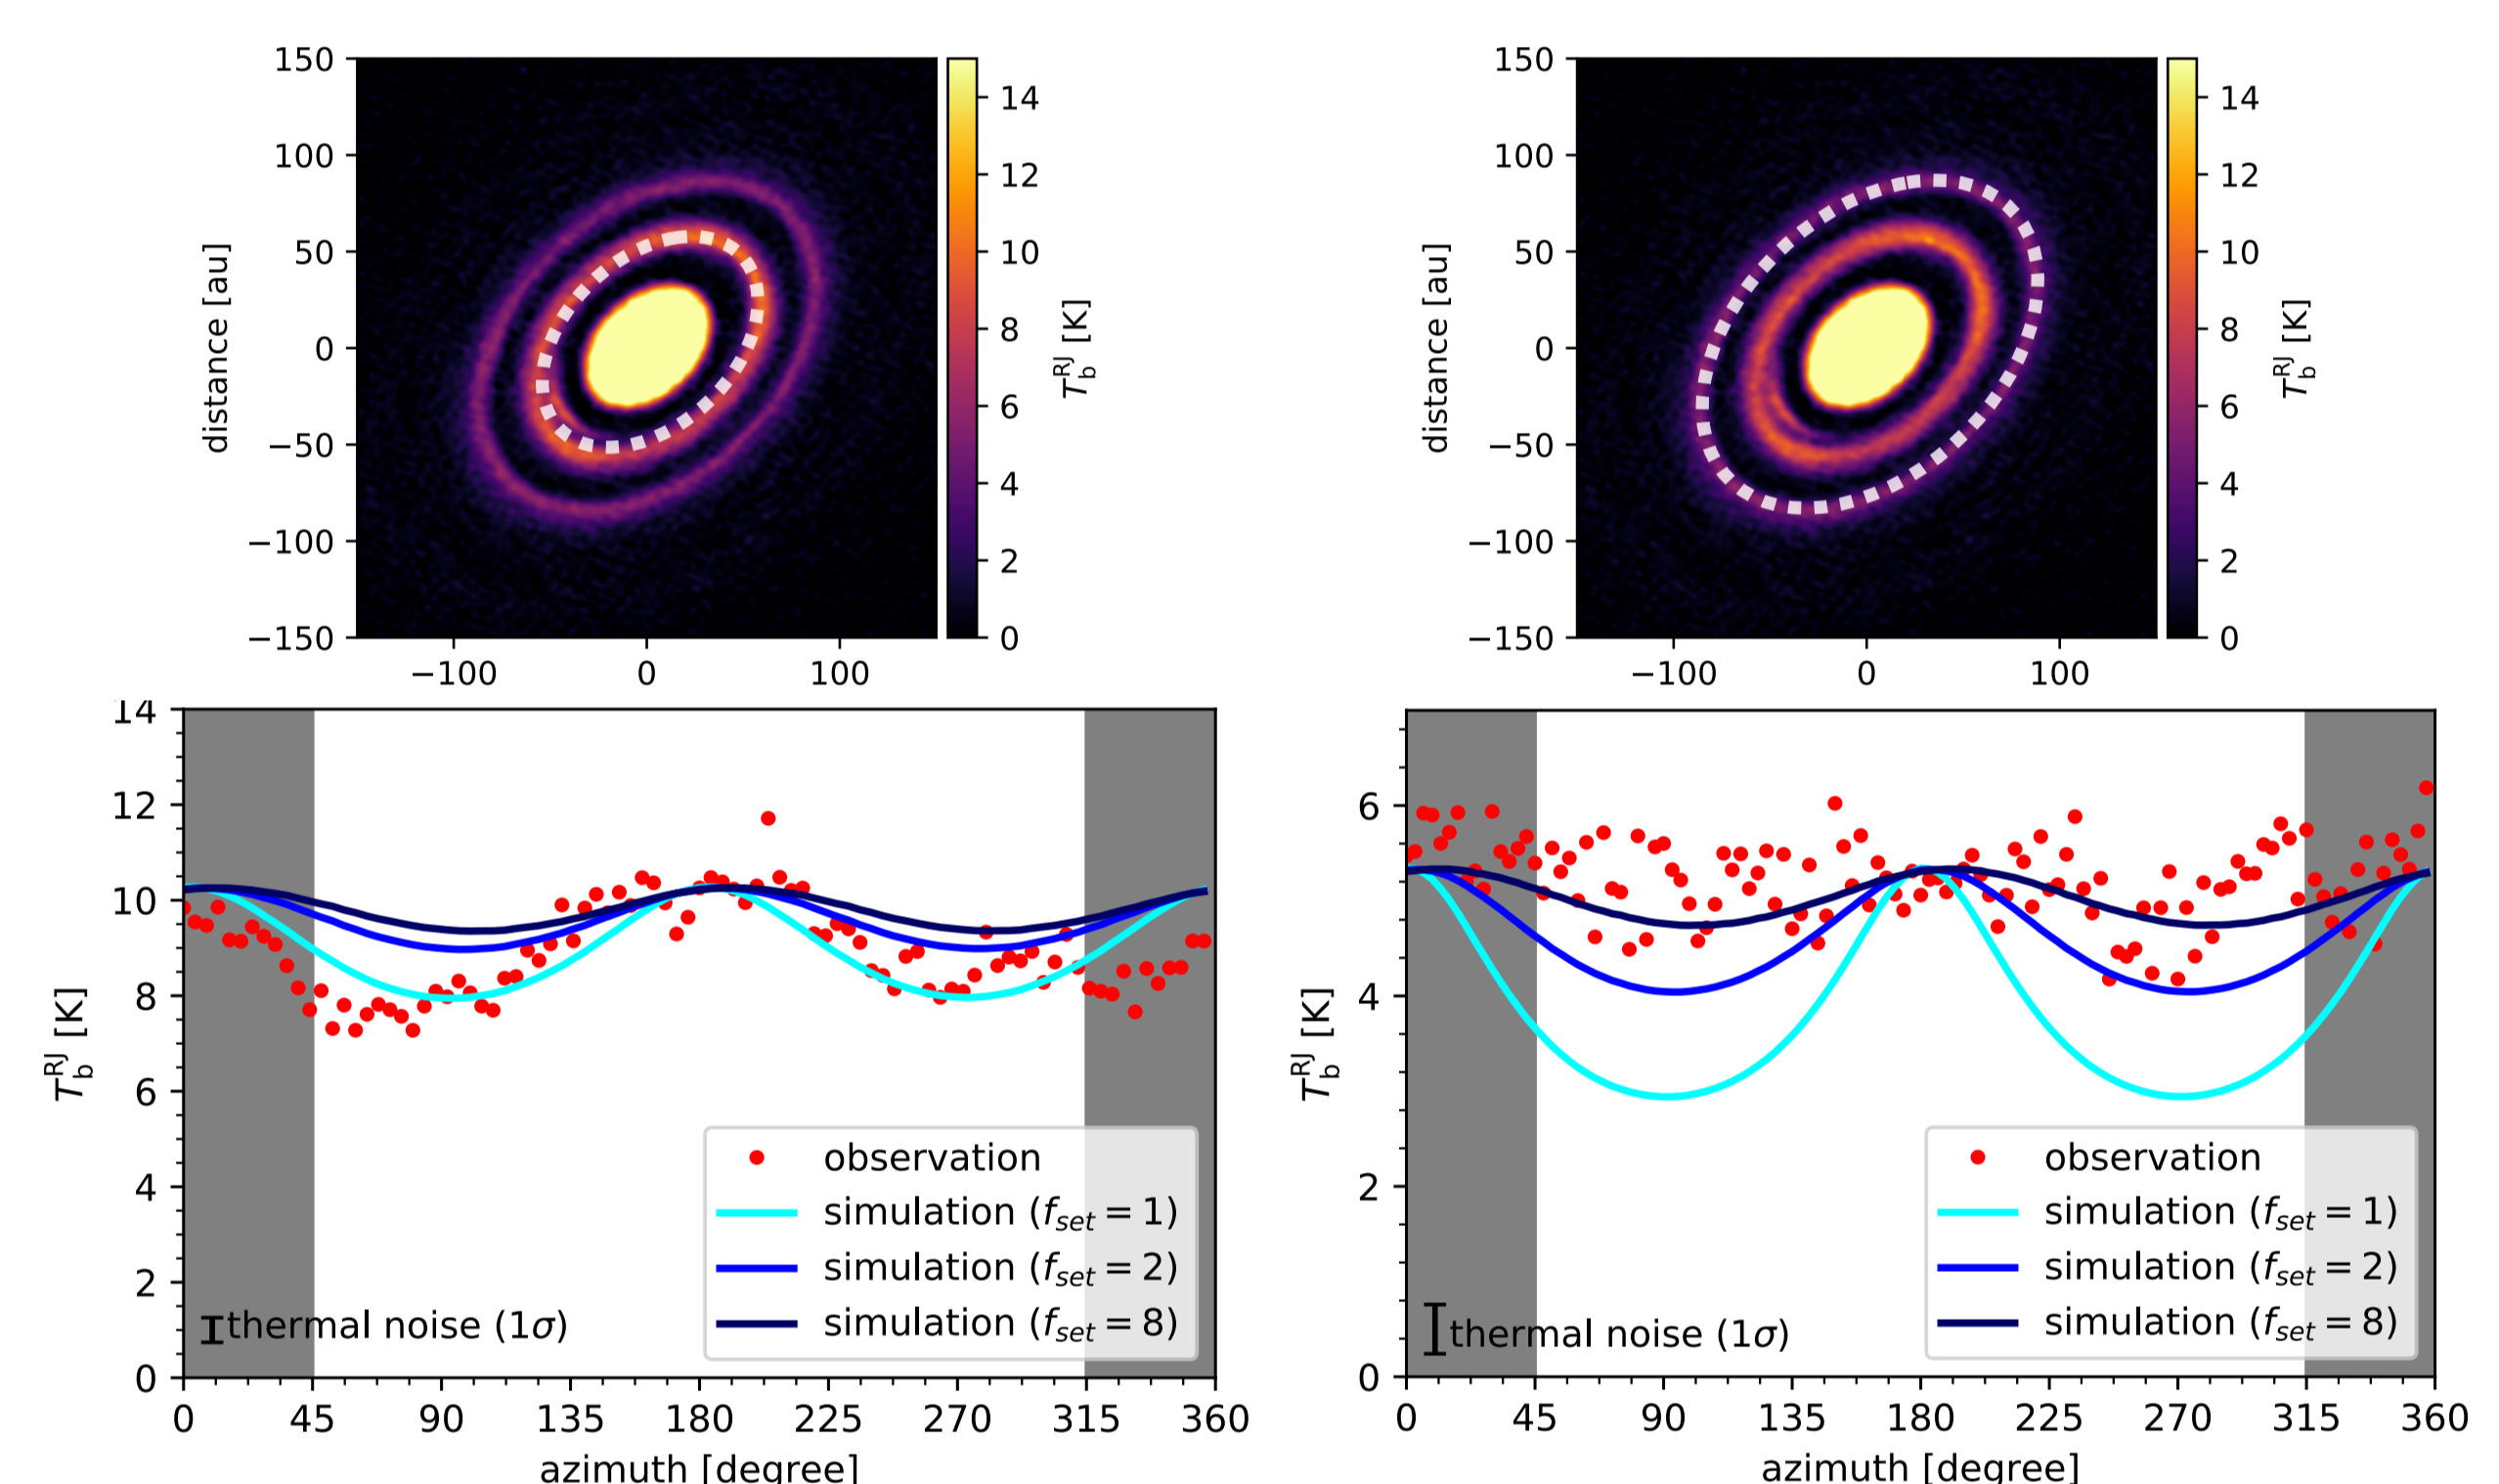 150
100
50
0
−50
−100
−150
distance [au]
−100 0 100
14
12
10
8
6
4
2
0
T_b^RJ [K]
150
100
50
0
−50
−100
−150
distance [au]
−100 0 100
14
12
10
8
6
4
2
0
T_b^RJ [K]
14
12
10
8
6
4
2
0
T_b^RJ [K]
observation
simulation (f_set = 1)
simulation (f_set = 2)
simulation (f_set = 8)
thermal noise (1σ)
0 45 90 135 180 225 270 315 360
azimuth [degree]
6
4
2
0
T_b^RJ [K]
observation
simulation (f_set = 1)
simulation (f_set = 2)
simulation (f_set = 8)
thermal noise (1σ)
0 45 90 135 180 225 270 315 360
azimuth [degree]